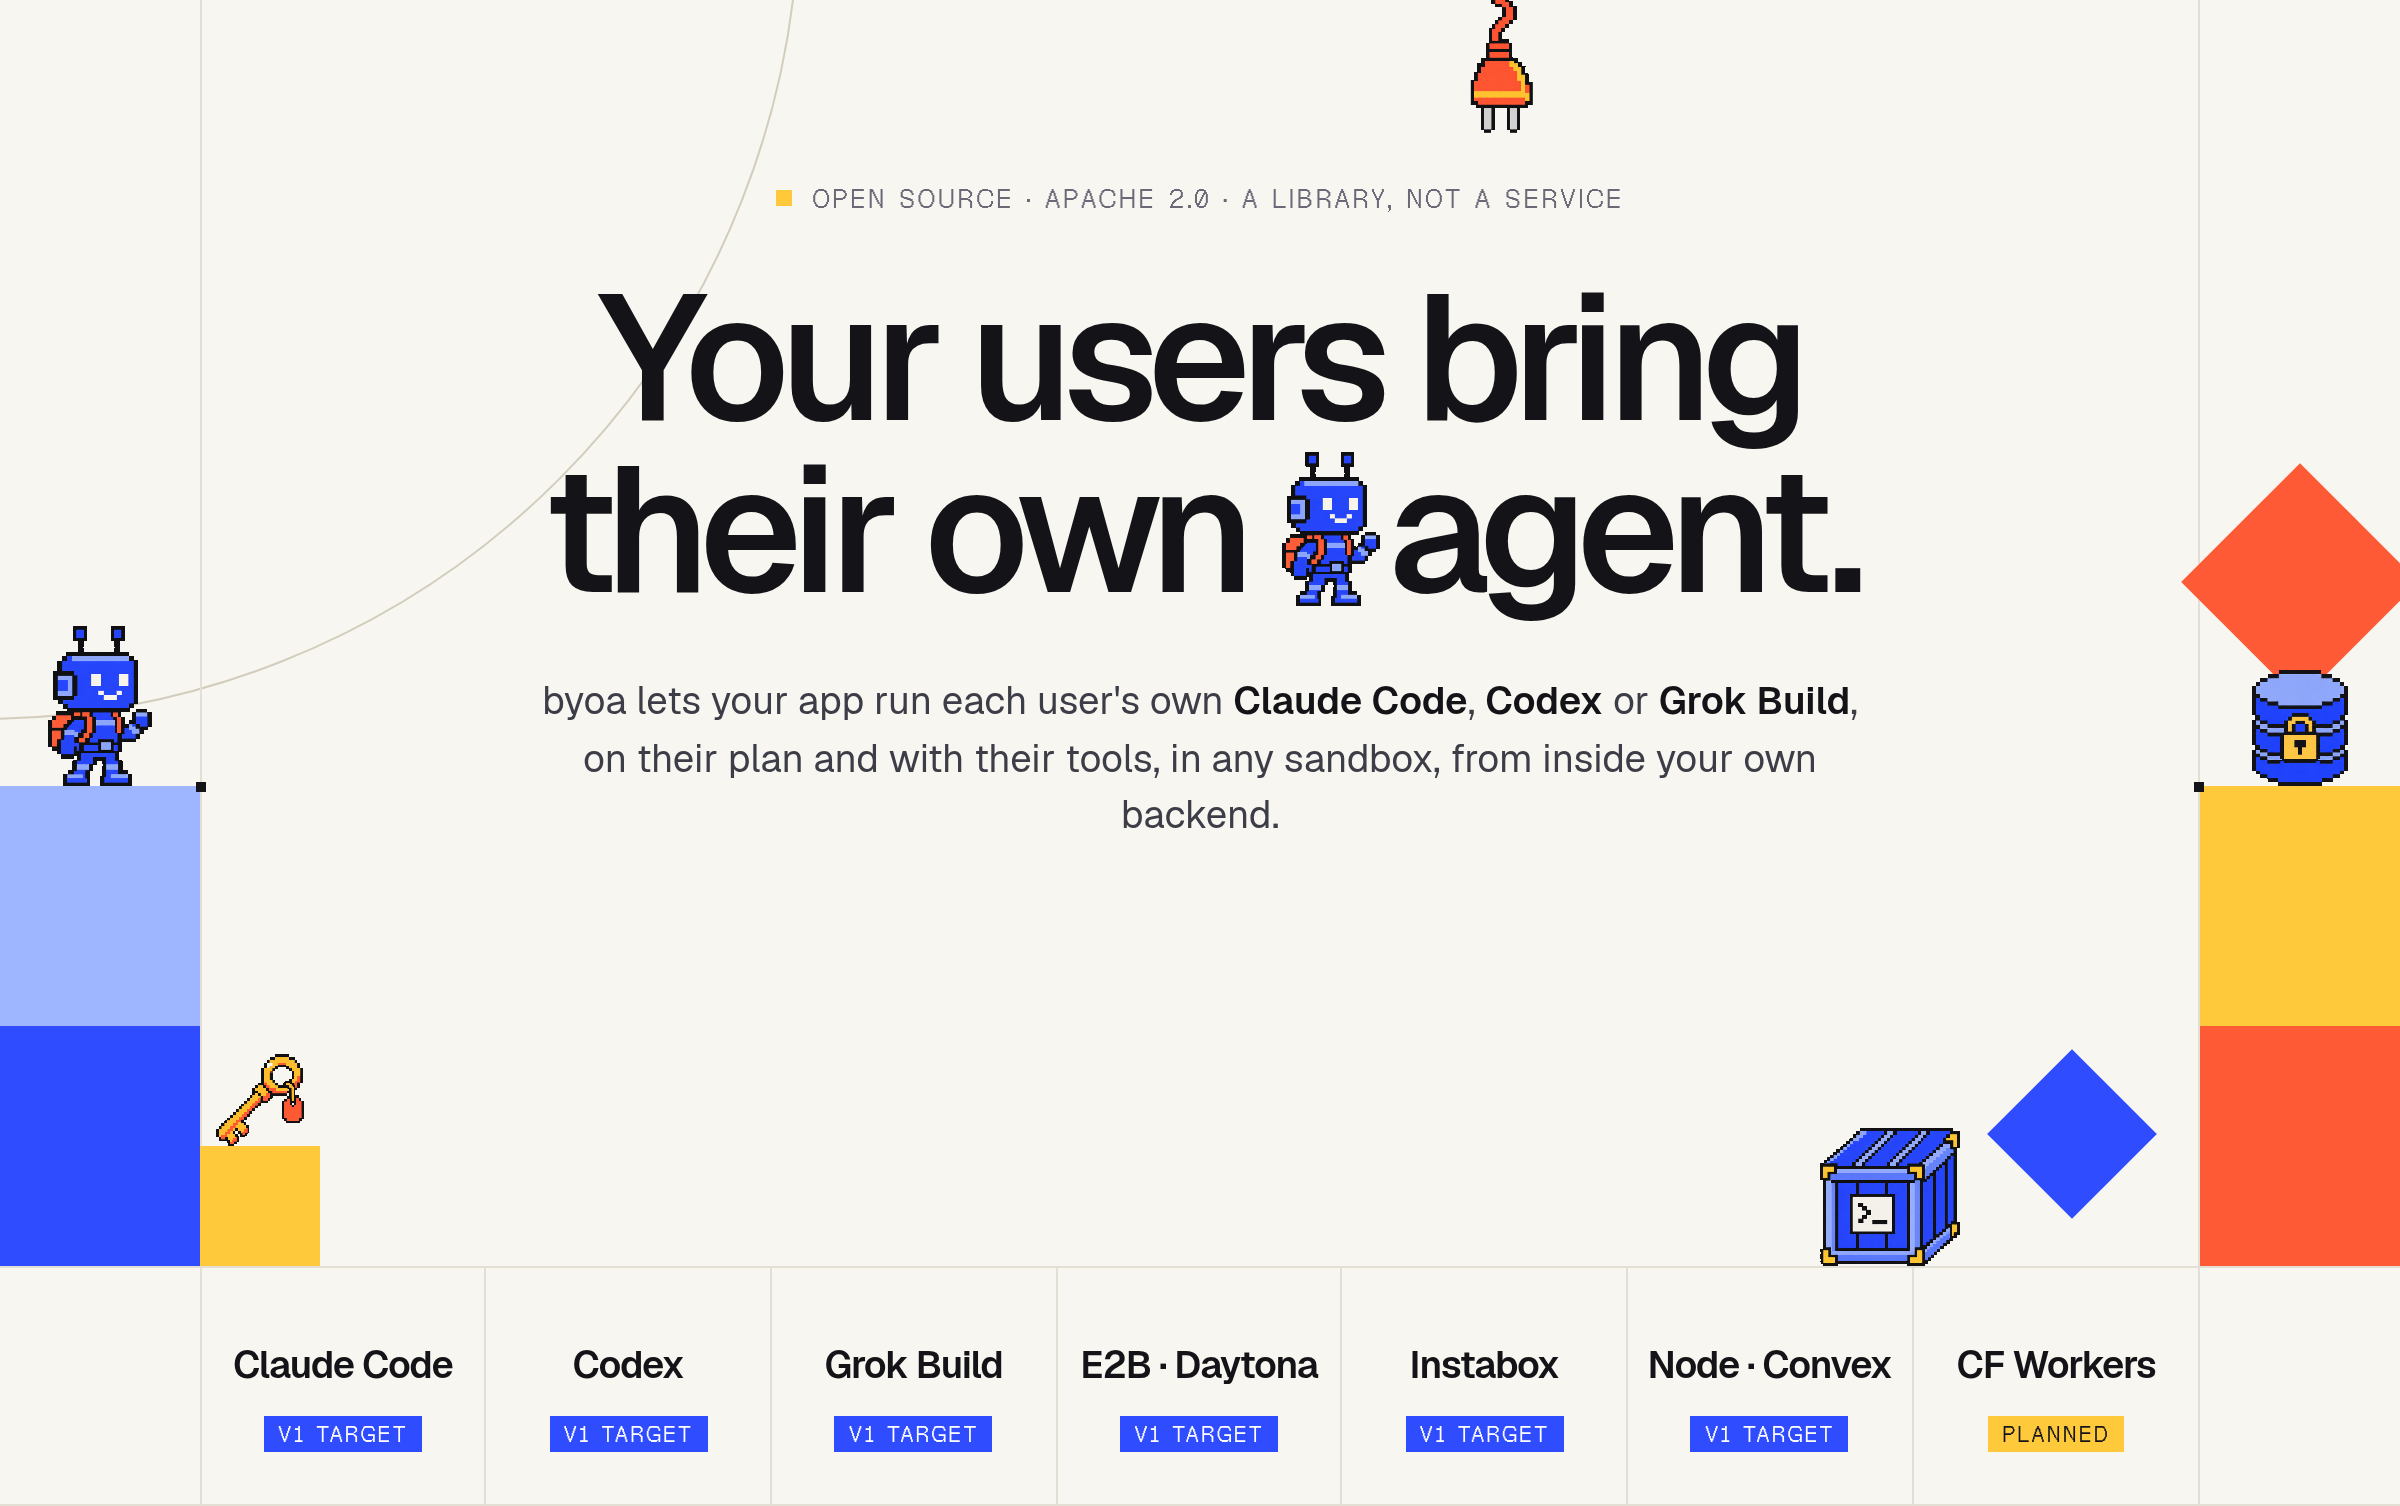 OPEN SOURCE · APACHE 2.0 · A LIBRARY, NOT A SERVICE
Your users bring
their own agent.
byoa lets your app run each user's own Claude Code, Codex or Grok Build,
on their plan and with their tools, in any sandbox, from inside your own
backend.
>_
Claude Code
V1 TARGET
Codex
V1 TARGET
Grok Build
V1 TARGET
E2B · Daytona
V1 TARGET
Instabox
V1 TARGET
Node · Convex
V1 TARGET
CF Workers
PLANNED